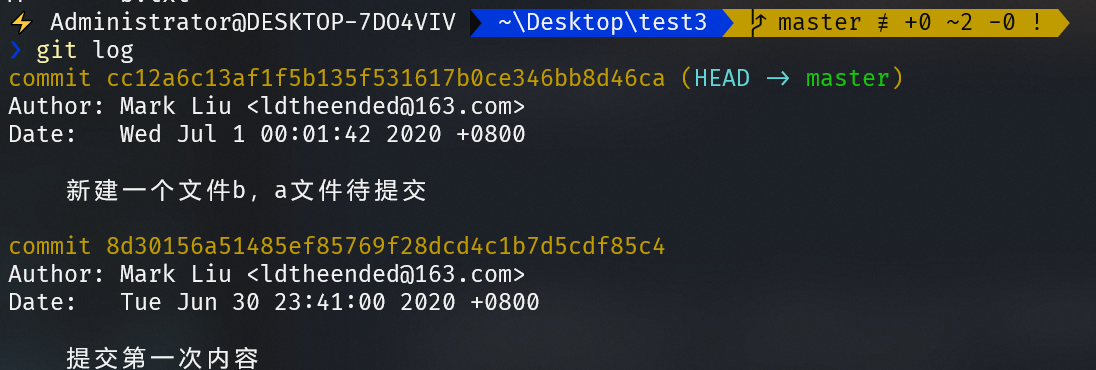 ⚡ Administrator@DESKTOP-7DO4VIV ~\Desktop\test3 master ≢ +0 ~2 -0 !
❯ git log
commit cc12a6c13af1f5b135f531617b0ce346bb8d46ca (HEAD -> master)
Author: Mark Liu <ldtheended@163.com>
Date:   Wed Jul 1 00:01:42 2020 +0800
新建一个文件b，a文件待提交
commit 8d30156a51485ef85769f28dcd4c1b7d5cdf85c4
Author: Mark Liu <ldtheended@163.com>
Date:   Tue Jun 30 23:41:00 2020 +0800
提交第一次内容